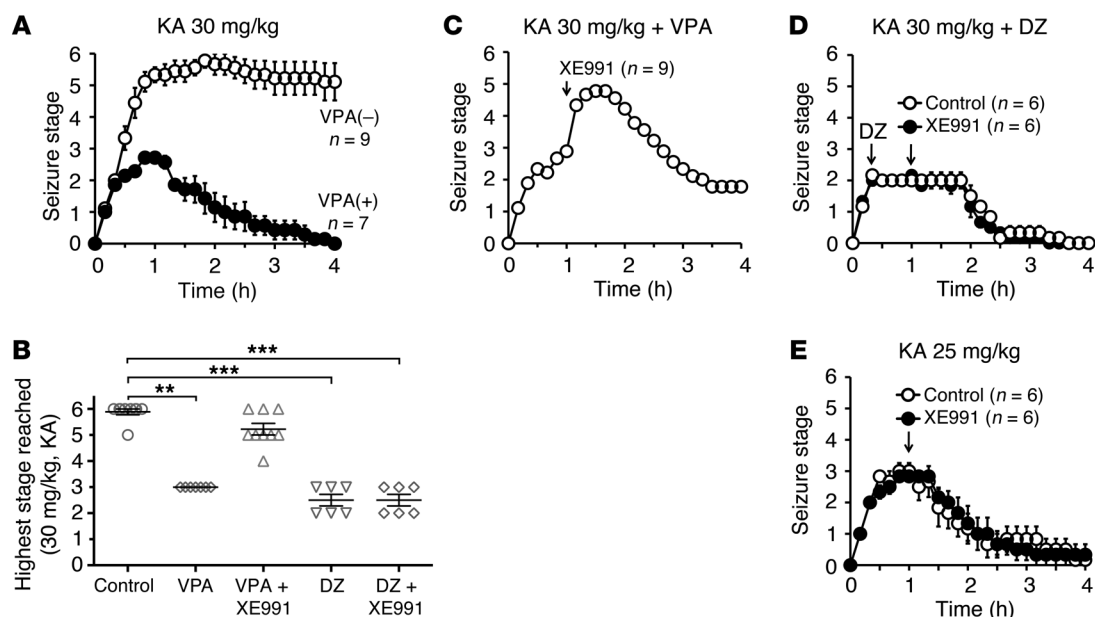 A
KA 30 mg/kg
Seizure stage
6
5
4
3
2
1
0
VPA(–)
n = 9
VPA(+)
n = 7
0 1 2 3 4
Time (h)
C
KA 30 mg/kg + VPA
Seizure stage
6
5
4
3
2
1
0
XE991 (n = 9)
0 1 2 3 4
Time (h)
D
KA 30 mg/kg + DZ
Seizure stage
6
5
4
3
2
1
0
Control (n = 6)
XE991 (n = 6)
DZ
0 1 2 3 4
Time (h)
B
Highest stage reached
(30 mg/kg, KA)
***
***
**
6
5
4
3
2
1
0
Control VPA VPA + XE991 DZ DZ + XE991
E
KA 25 mg/kg
Seizure stage
6
5
4
3
2
1
0
Control (n = 6)
XE991 (n = 6)
0 1 2 3 4
Time (h)